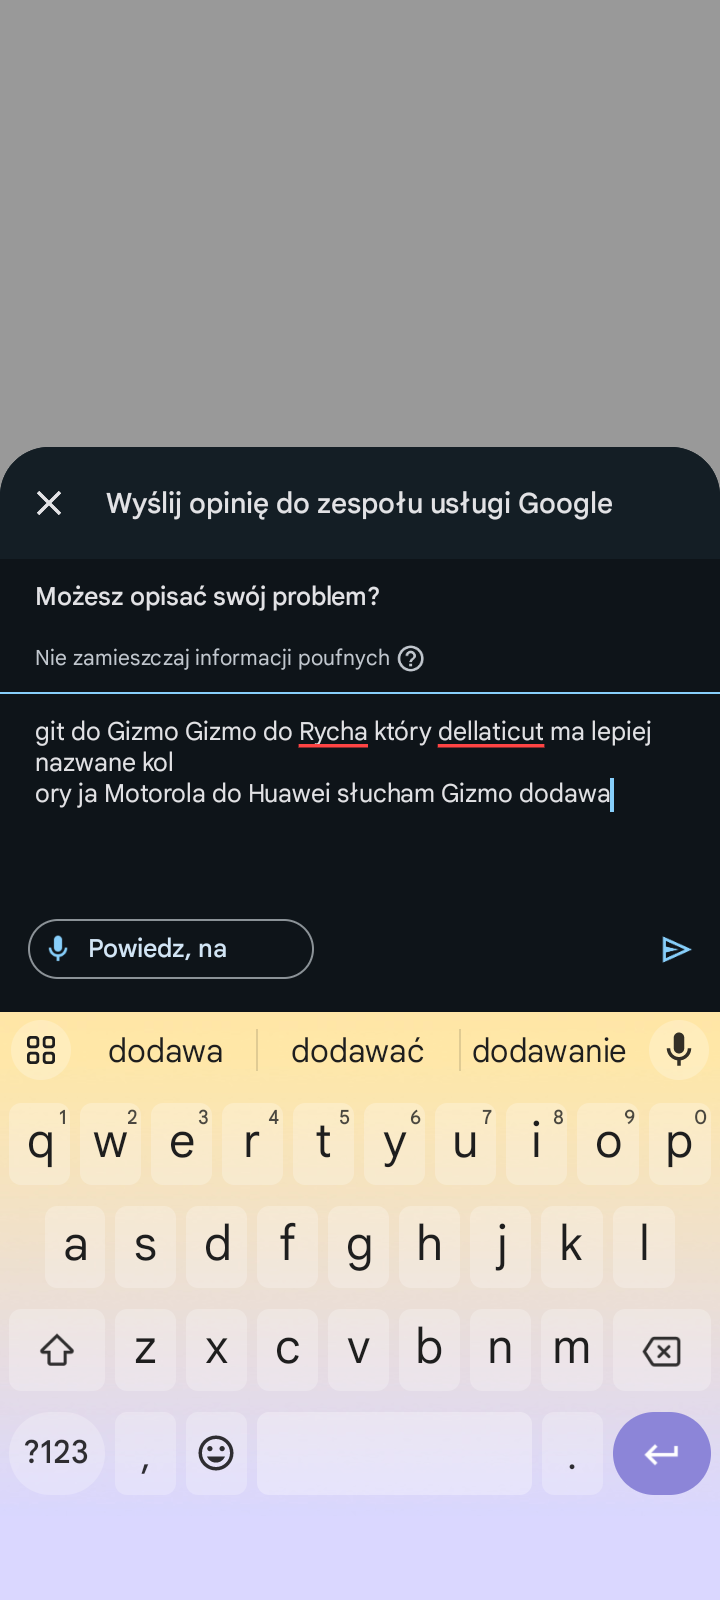 Wyślij opinię do zespołu usługi Google
Możesz opisać swój problem?
Nie zamieszczaj informacji poufnych
git do Gizmo Gizmo do Rycha który dellaticut ma lepiej
nazwane kol
ory ja Motorola do Huawei słucham Gizmo dodawa
Powiedz, na
dodawa dodawać dodawanie
q1 w2 e3 r4 t5 y6 u7 i8 o9 p0
a s d f g h j k l
z x c v b n m
?123 , .